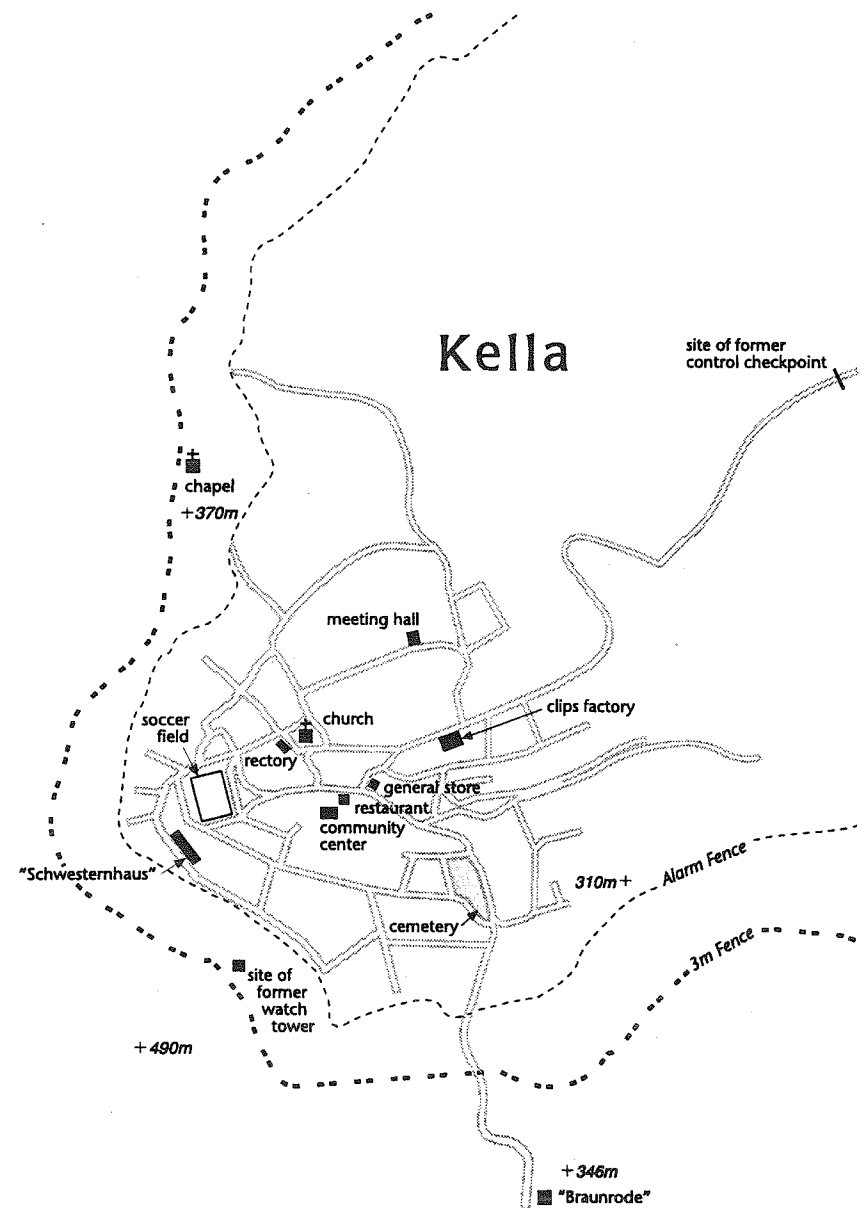 Kella
site of former
control checkpoint
chapel
+370m
meeting hall
clips factory
church
soccer
field
rectory
general store
restaurant
community
center
"Schwesternhaus"
310m+
Alarm Fence
cemetery
3m Fence
site of
former
watch
tower
+490m
+346m
"Braunrode"